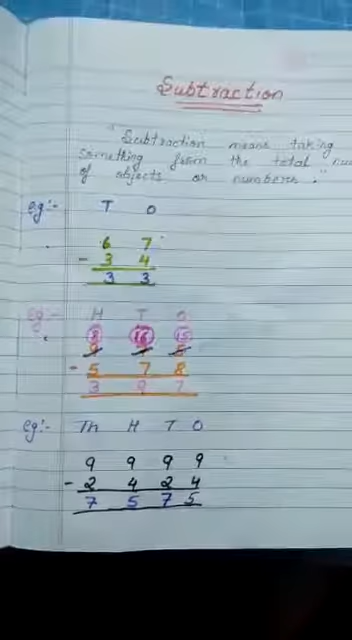 Subtraction
"Subtraction means taking
something from the total
of objects or numbers."
eg:- T O
6 7
- 3 4
3 3
eg:- H T O
8 16 15
9 7 5
- 5 7 8
3 9 7
eg:- Th H T O
9 9 9 9
- 2 4 2 4
7 5 7 5